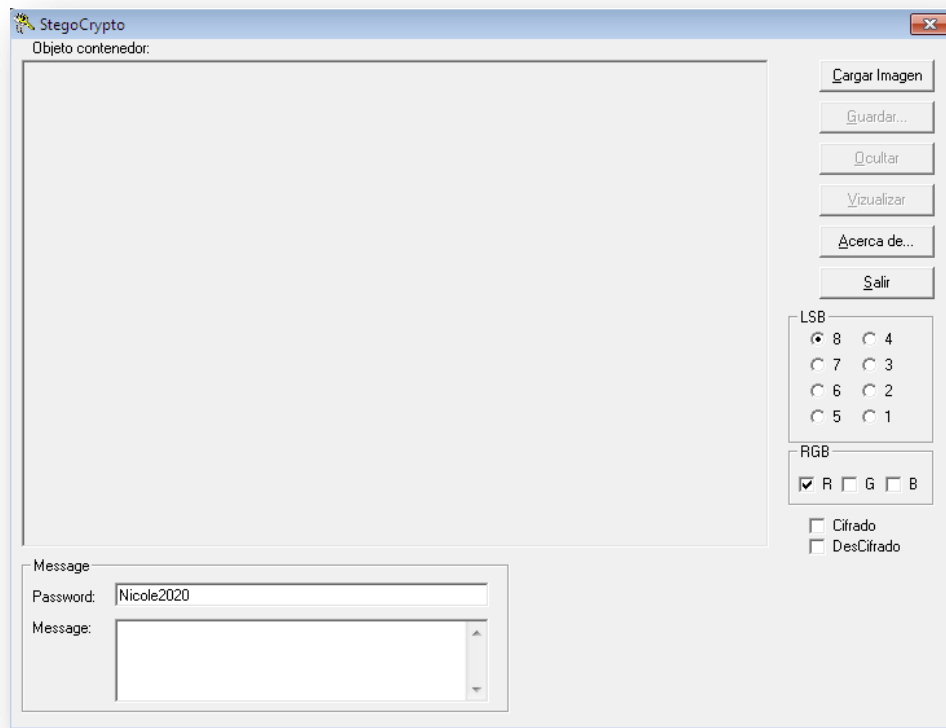 StegoCrypto
Objeto contenedor:
Cargar Imagen
Guardar...
Ocultar
Vizualizar
Acerca de...
Salir
LSB
8 4
7 3
6 2
5 1
RGB
R G B
Cifrado
DesCifrado
Message
Password: Nicole2020
Message: